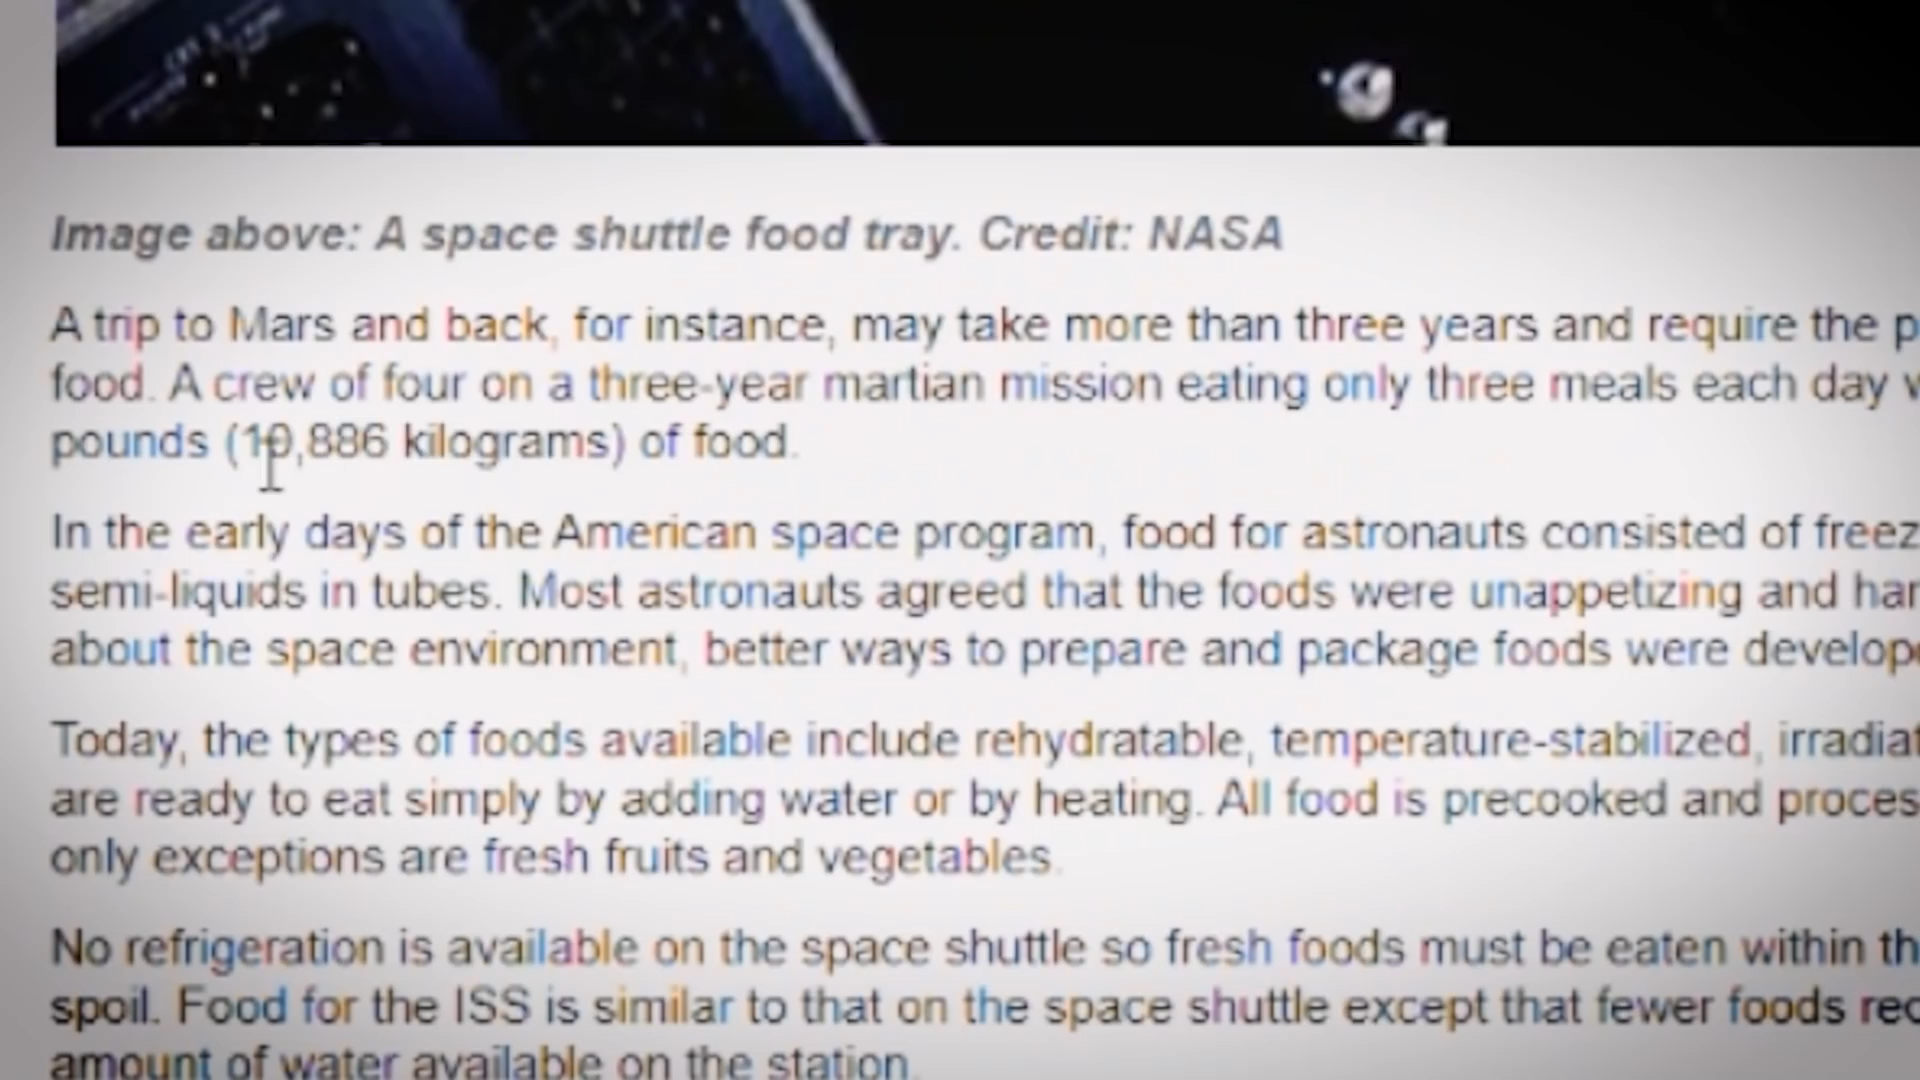 Image above: A space shuttle food tray. Credit: NASA
A trip to Mars and back, for instance, may take more than three years and require the
food. A crew of four on a three-year martian mission eating only three meals each day
pounds (10,886 kilograms) of food.
In the early days of the American space program, food for astronauts consisted of freez
semi-liquids in tubes. Most astronauts agreed that the foods were unappetizing and har
about the space environment, better ways to prepare and package foods were develop
Today, the types of foods available include rehydratable, temperature-stabilized, irradiat
are ready to eat simply by adding water or by heating. All food is precooked and proces
only exceptions are fresh fruits and vegetables.
No refrigeration is available on the space shuttle so fresh foods must be eaten within th
spoil. Food for the ISS is similar to that on the space shuttle except that fewer foods rec
amount of water available on the station.